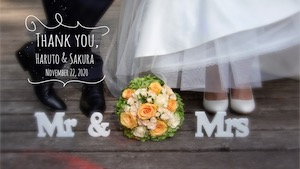 Thank you,
Haruto & Sakura
November 22, 2020
Mr & Mrs